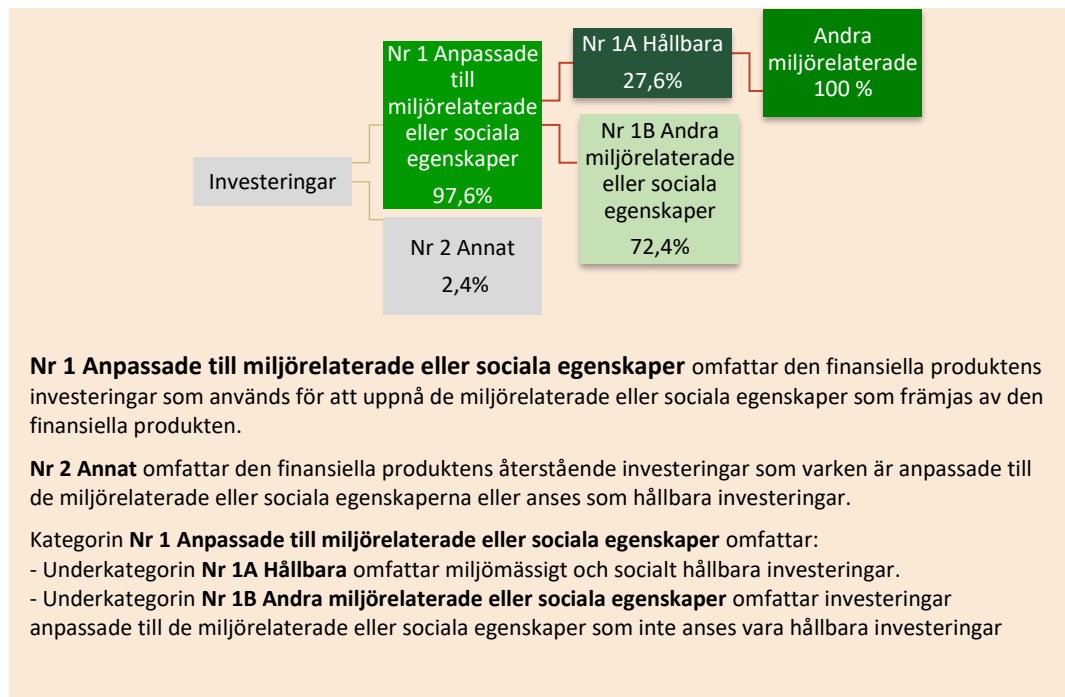 Investeringar
Nr 1 Anpassade
till
miljörelaterade
eller sociala
egenskaper
97,6%
Nr 2 Annat
2,4%
Nr 1A Hållbara
27,6%
Nr 1B Andra
miljörelaterade
eller sociala
egenskaper
72,4%
Andra
miljörelaterade
100 %
Nr 1 Anpassade till miljörelaterade eller sociala egenskaper omfattar den finansiella produktens
investeringar som används för att uppnå de miljörelaterade eller sociala egenskaper som främjas av den
finansiella produkten.
Nr 2 Annat omfattar den finansiella produktens återstående investeringar som varken är anpassade till
de miljörelaterade eller sociala egenskaperna eller anses som hållbara investeringar.
Kategorin Nr 1 Anpassade till miljörelaterade eller sociala egenskaper omfattar:
- Underkategorin Nr 1A Hållbara omfattar miljömässigt och socialt hållbara investeringar.
- Underkategorin Nr 1B Andra miljörelaterade eller sociala egenskaper omfattar investeringar
anpassade till de miljörelaterade eller sociala egenskaper som inte anses vara hållbara investeringar